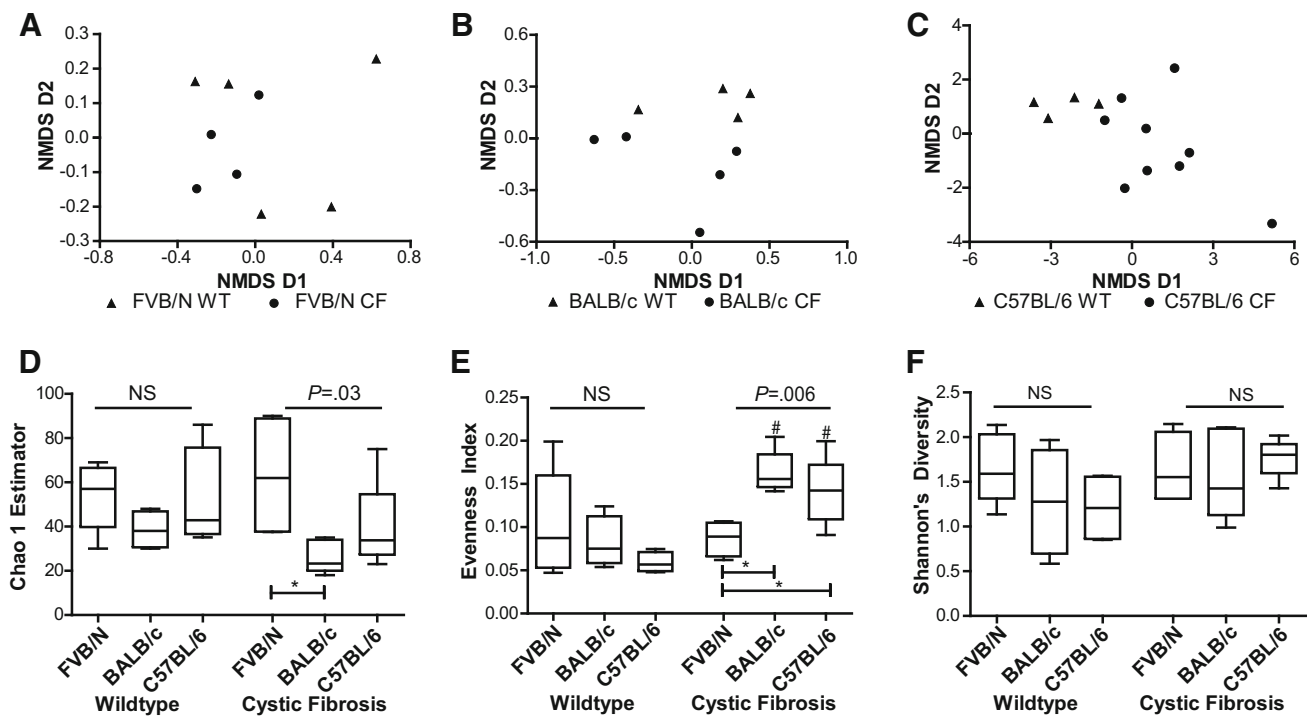 A
NMDS D2
0.3
0.2
0.1
0.0
-0.1
-0.2
-0.3
-0.8
-0.4
0.0
0.4
0.8
NMDS D1
▲ FVB/N WT ● FVB/N CF
B
NMDS D2
0.6
0.3
0.0
-0.3
-0.6
-1.0
-0.5
0.0
0.5
1.0
NMDS D1
▲ BALB/c WT ● BALB/c CF
C
NMDS D2
4
2
0
-2
-4
-6
-3
0
3
6
NMDS D1
▲ C57BL/6 WT ● C57BL/6 CF
D
Chao 1 Estimator
100
80
60
40
20
0
NS
P=.03
*
FVB/N
BALB/c
C57BL/6
FVB/N
BALB/c
C57BL/6
Wildtype
Cystic Fibrosis
E
Evenness Index
0.25
0.20
0.15
0.10
0.05
0.00
NS
P=.006
#
#
*
*
FVB/N
BALB/c
C57BL/6
FVB/N
BALB/c
C57BL/6
Wildtype
Cystic Fibrosis
F
Shannon's Diversity
2.5
2.0
1.5
1.0
0.5
0.0
NS
NS
FVB/N
BALB/c
C57BL/6
FVB/N
BALB/c
C57BL/6
Wildtype
Cystic Fibrosis